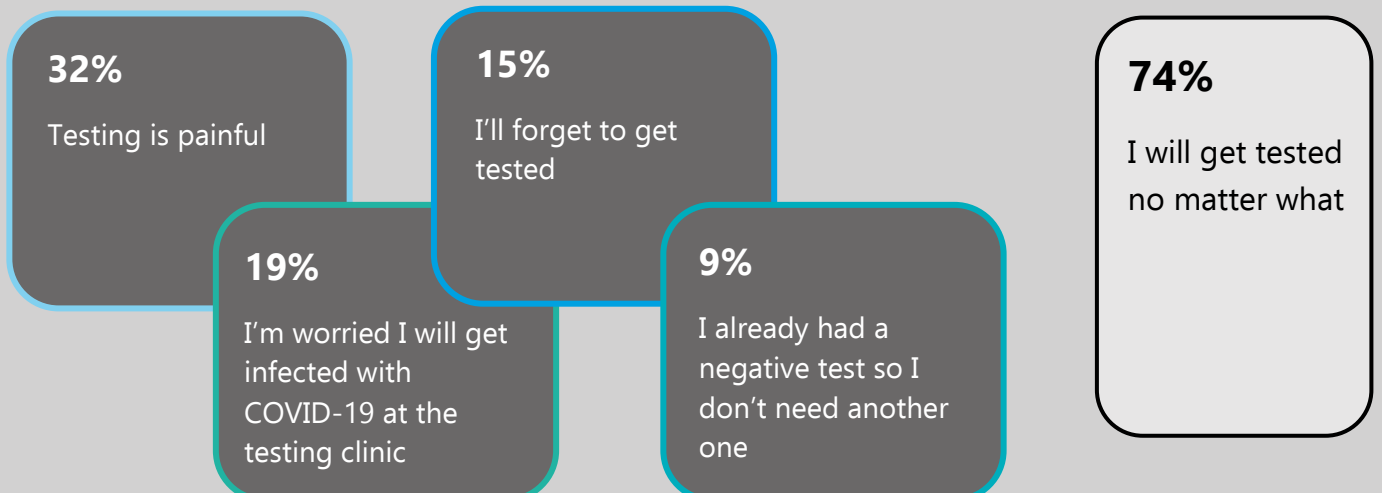 32%
Testing is painful
19%
I'm worried I will get
infected with
COVID-19 at the
testing clinic
15%
I'll forget to get
tested
9%
I already had a
negative test so I
don't need another
one
74%
I will get tested
no matter what